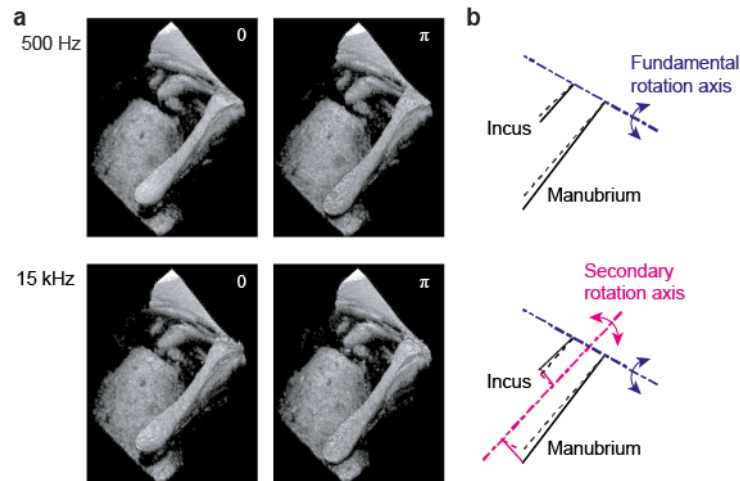 a
b
500 Hz
0
π
Fundamental
rotation axis
Incus
Manubrium
15 kHz
0
π
Secondary
rotation axis
Incus
Manubrium